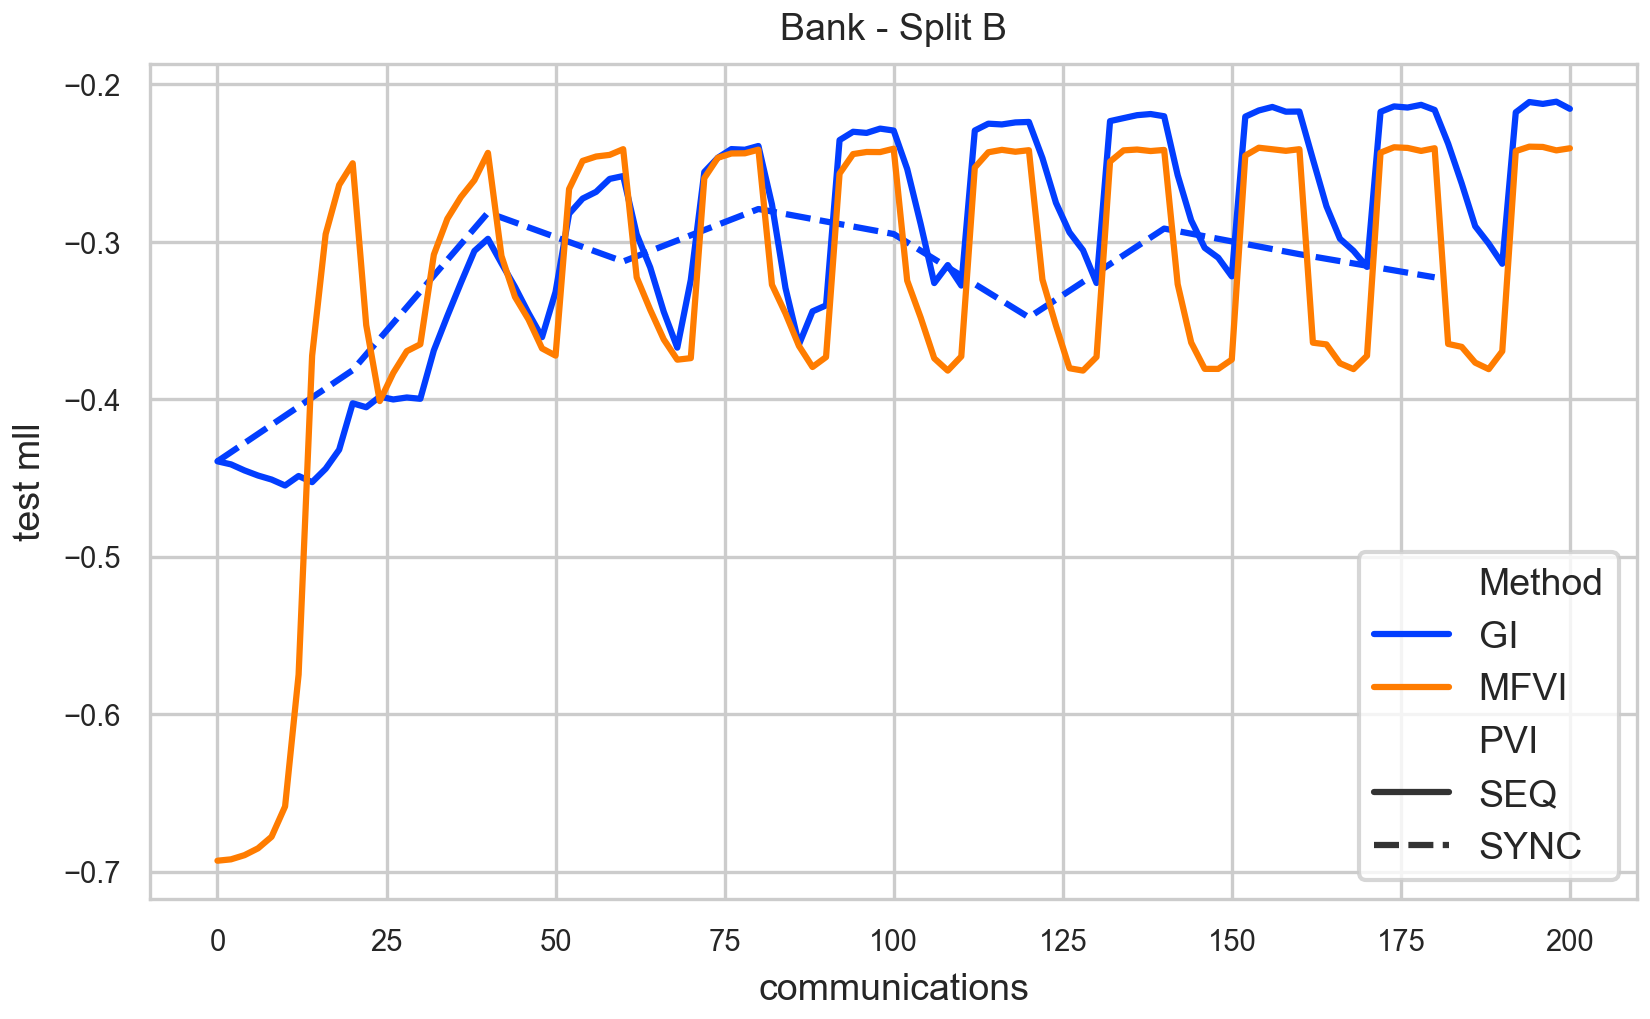 Bank - Split B
test mll
−0.2
−0.3
−0.4
−0.5
−0.6
−0.7
0 25 50 75 100 125 150 175 200
communications
Method
GI
MFVI
PVI
SEQ
SYNC